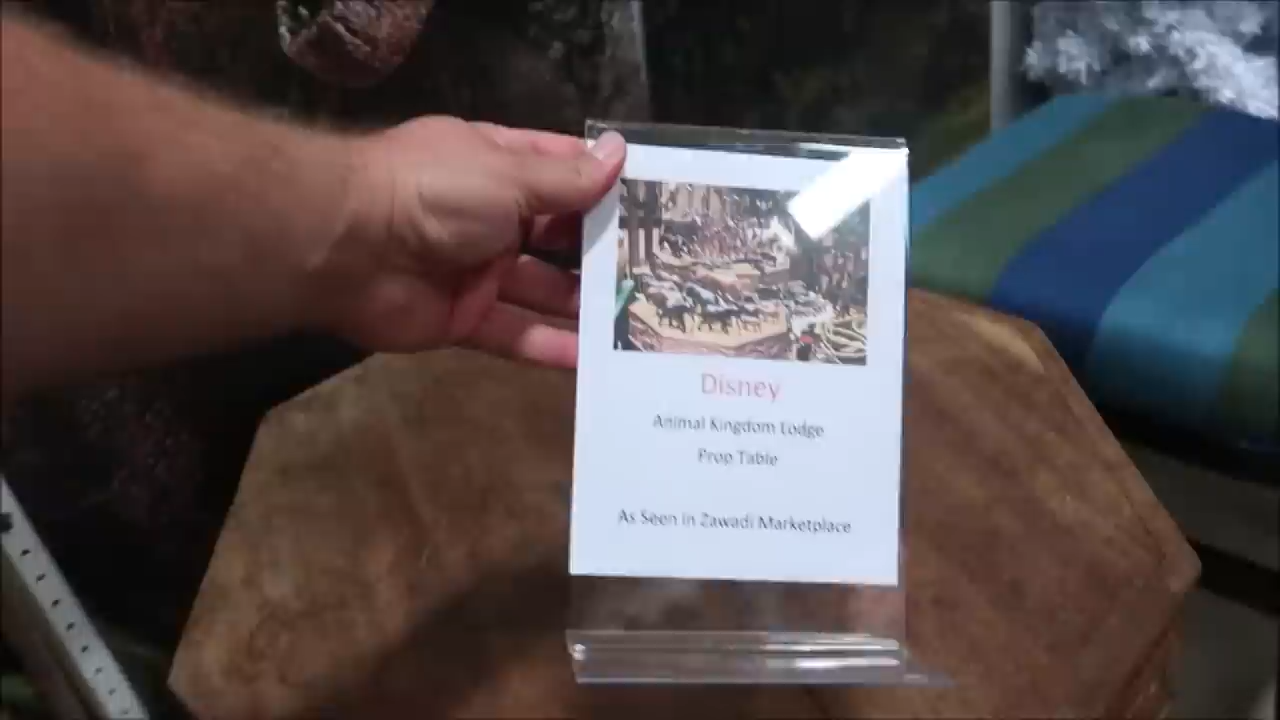 Disney
Animal Kingdom Lodge
Prop Table
As Seen in Zawadi Marketplace